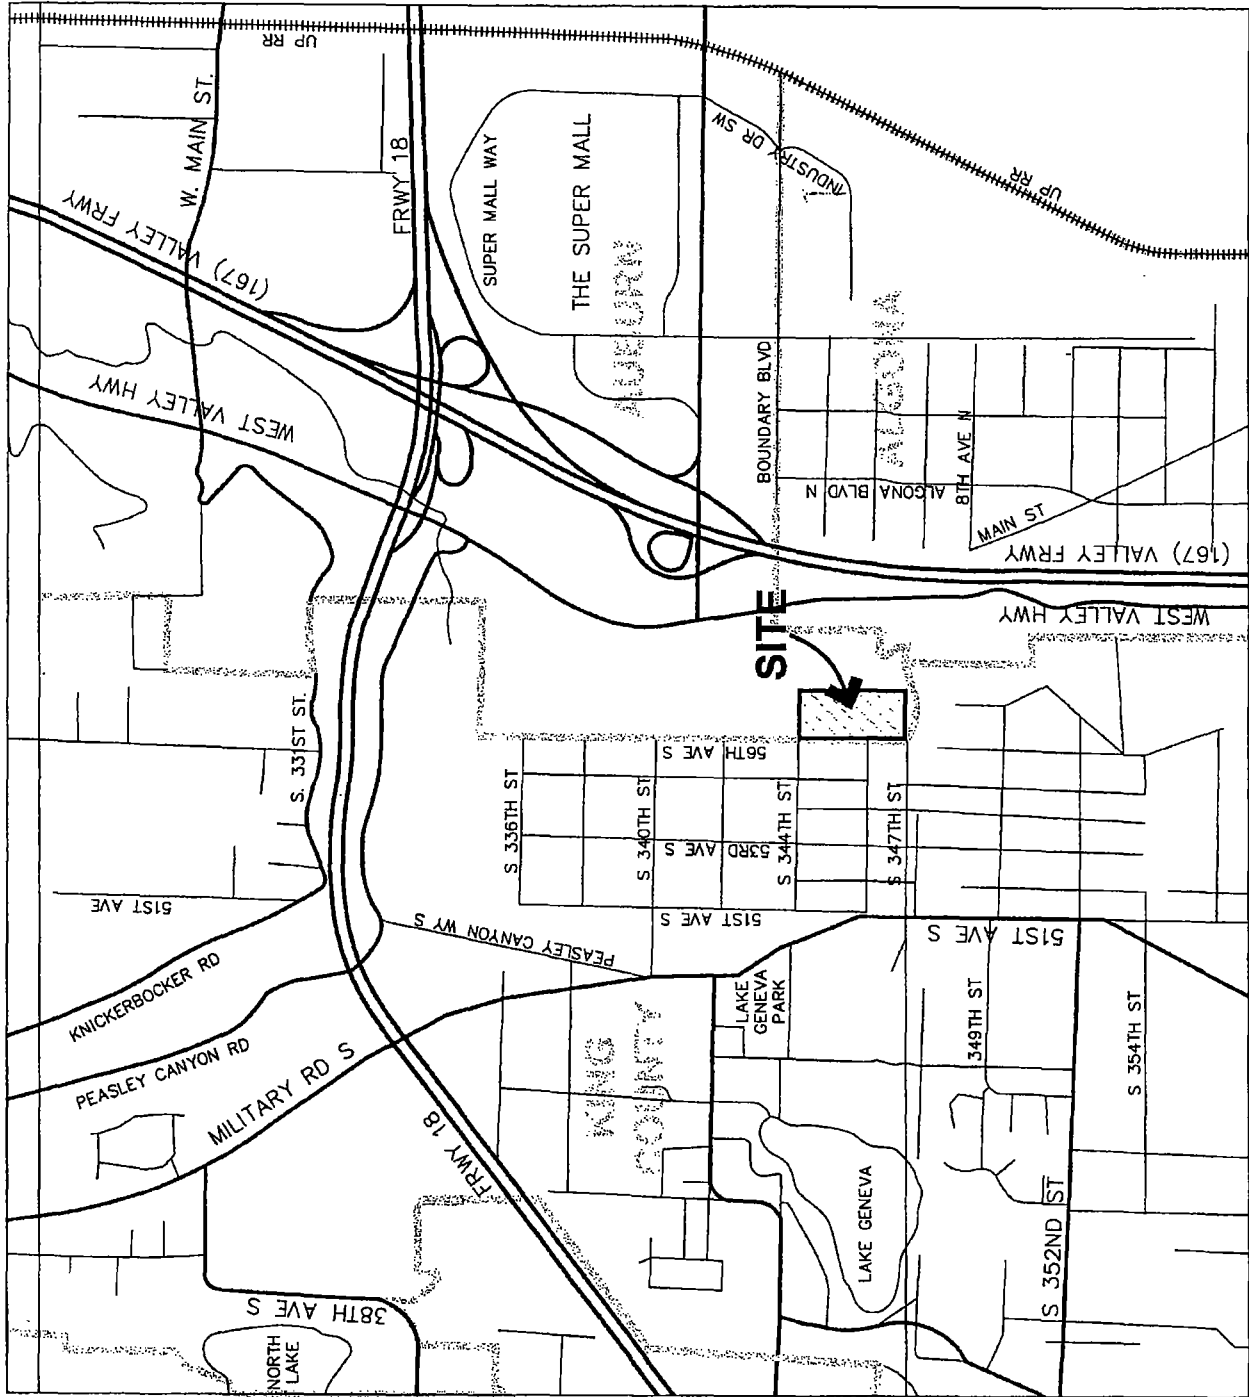 UP RR
W. MAIN ST.
(167) VALLEY FRWY
FRWY 18
SUPER MALL WAY
THE SUPER MALL
INDUSTRY DR SW
UP RR
AUBURN
ALGONA
WEST VALLEY HWY
BOUNDARY BLVD
ALGONA BLVD N
8TH AVE N
MAIN ST
(167) VALLEY FRWY
WEST VALLEY HWY
SITE
S. 331ST ST.
56TH AVE S
S 336TH ST
S 340TH ST
S 344TH ST
S 347TH ST
53RD AVE S
51ST AVE
51ST AVE S
51ST AVE S
PEASLEY CANYON WY S
KNICKERBOCKER RD
PEASLEY CANYON RD
MILITARY RD S
LAKE
GENEVA
PARK
349TH ST
S 354TH ST
KING
COUNTY
FRWY 18
LAKE GENEVA
S 352ND ST
38TH AVE S
NORTH
LAKE